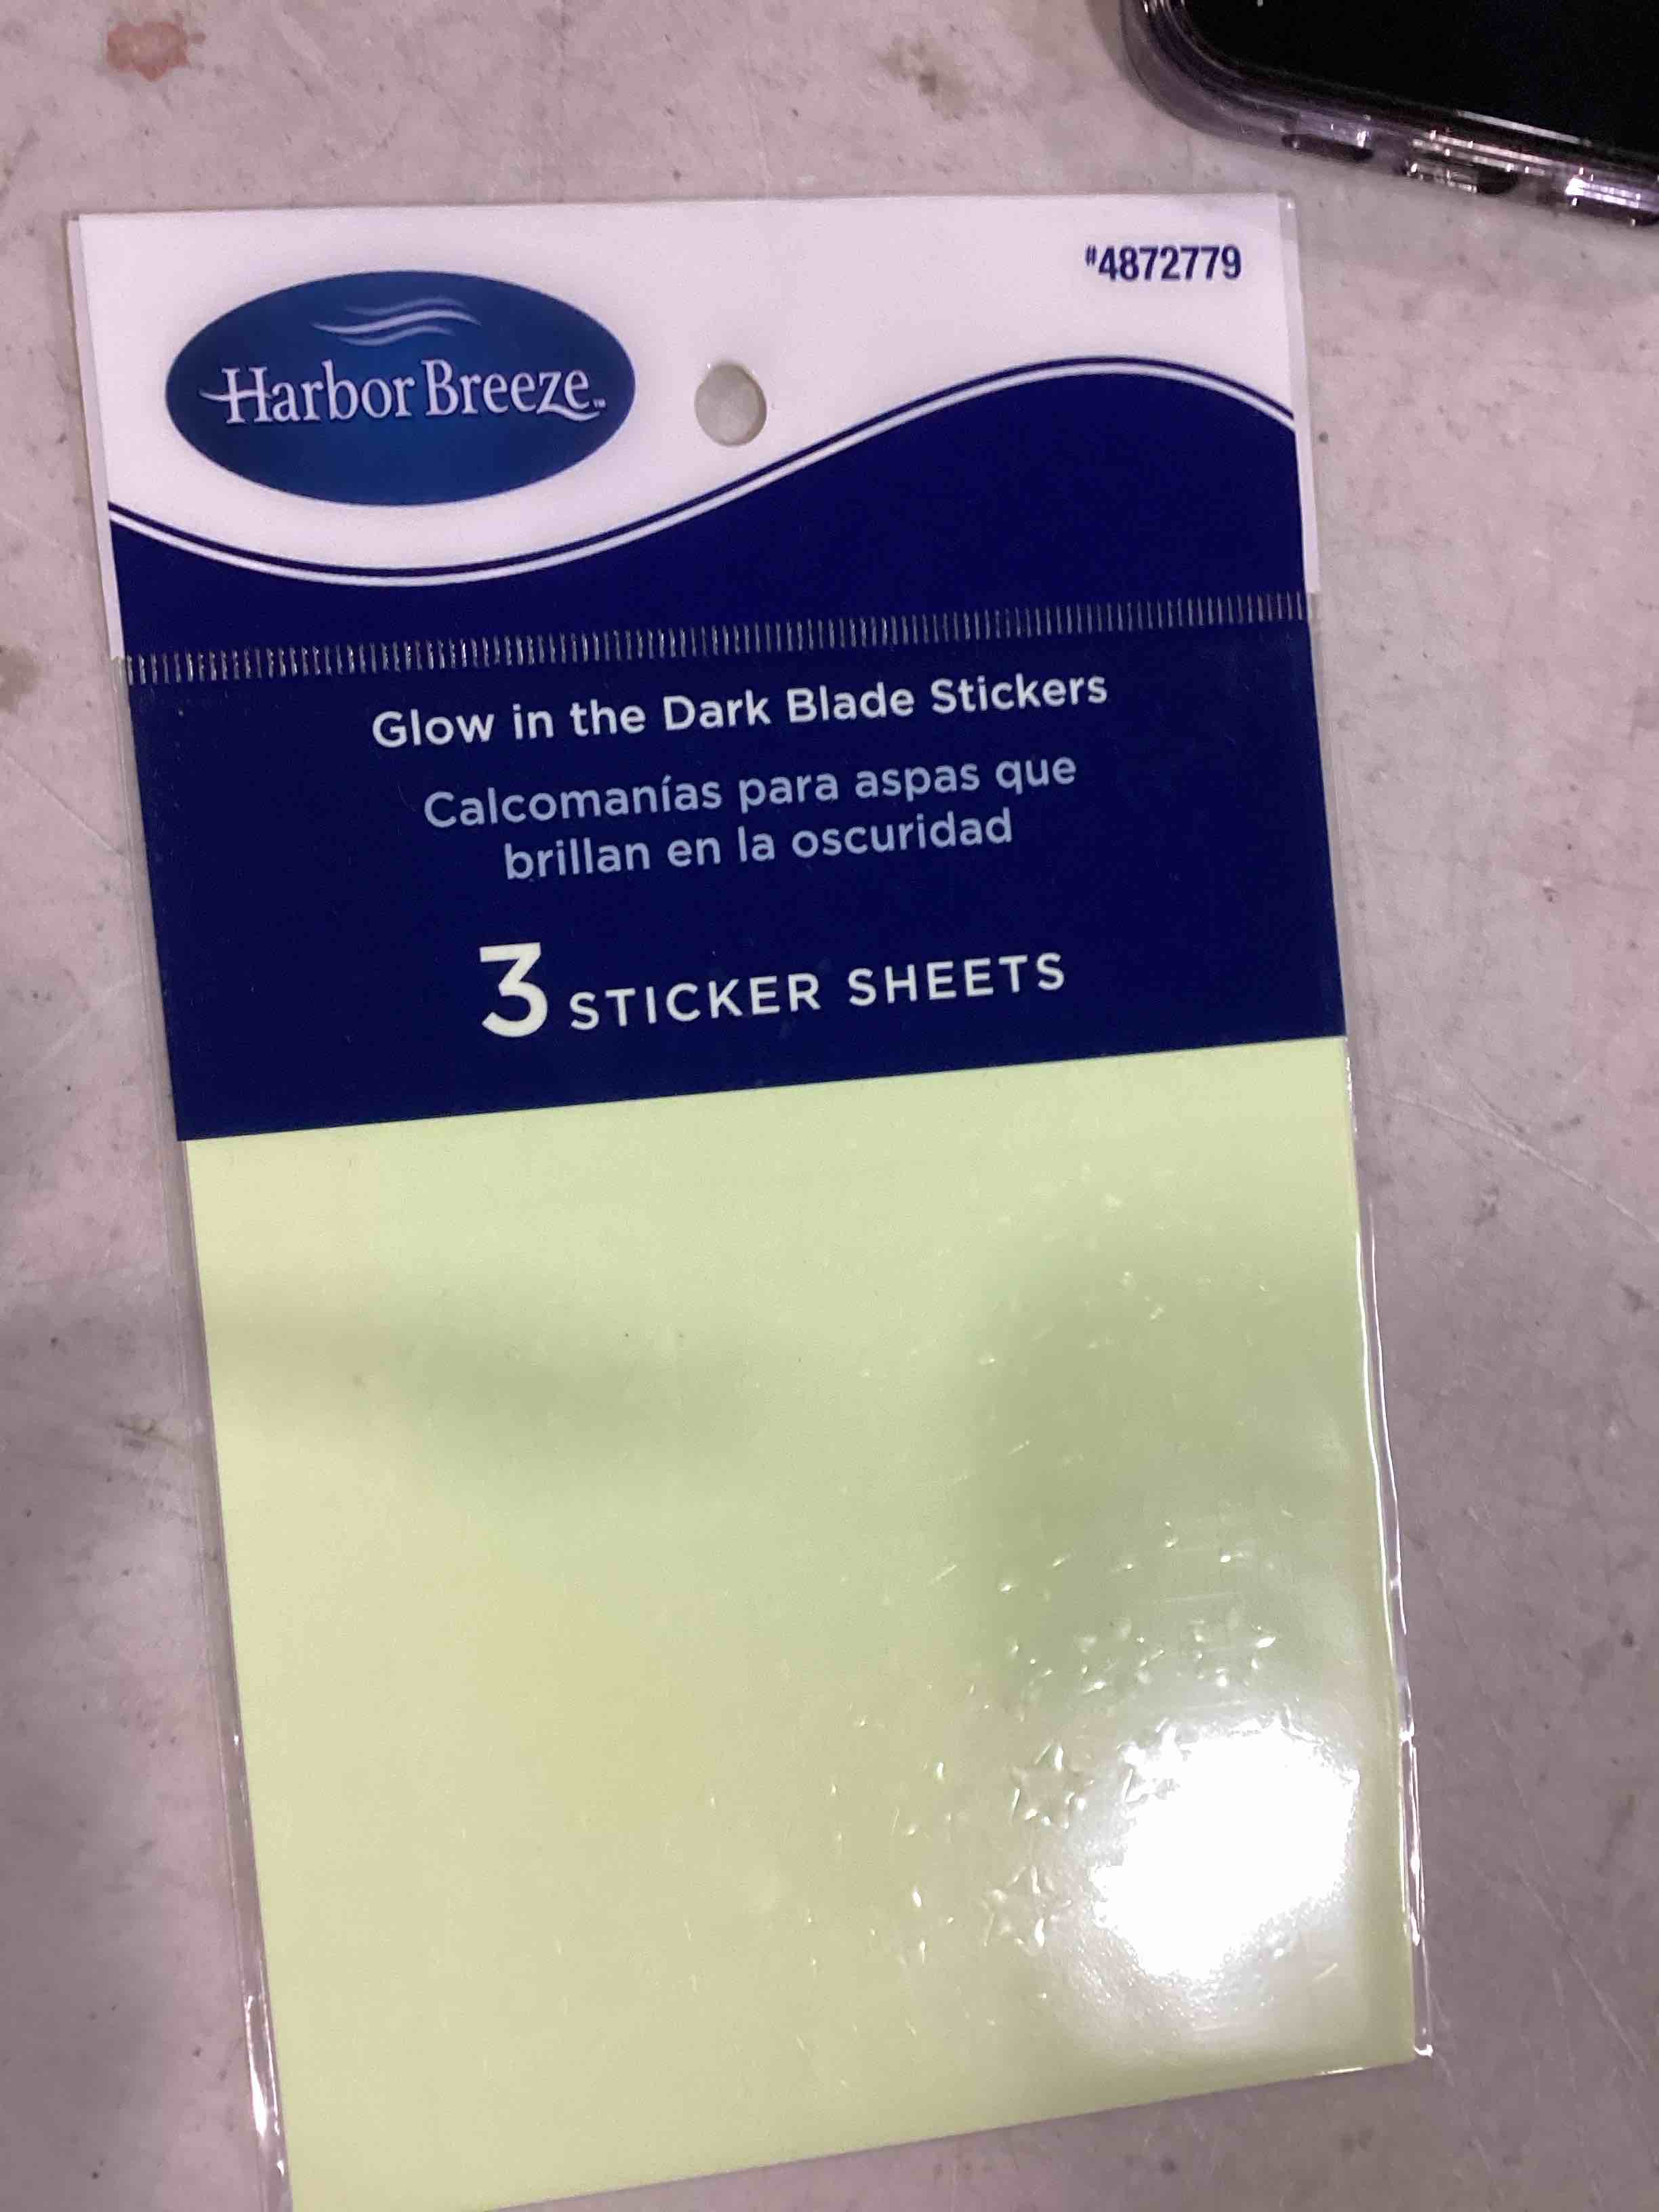 #4872779
Harbor Breeze™
Glow in the Dark Blade Stickers
Calcomanías para aspas que
brillan en la oscuridad
3 STICKER SHEETS